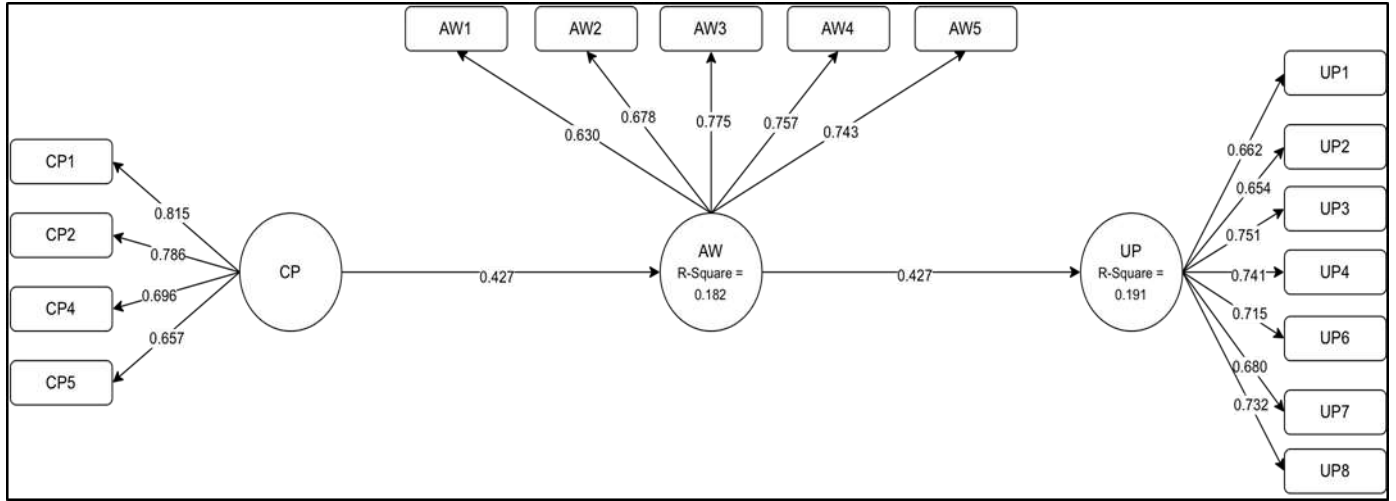 AW1
AW2
AW3
AW4
AW5
UP1
0.630
0.678
0.775
0.757
0.743
CP1
0.662
UP2
0.815
0.654
UP3
CP2
0.786
CP
0.427
AW
R-Square =
0.182
0.427
UP
R-Square =
0.191
0.751
0.741
UP4
CP4
0.696
0.715
UP6
0.657
0.680
CP5
0.732
UP7
UP8